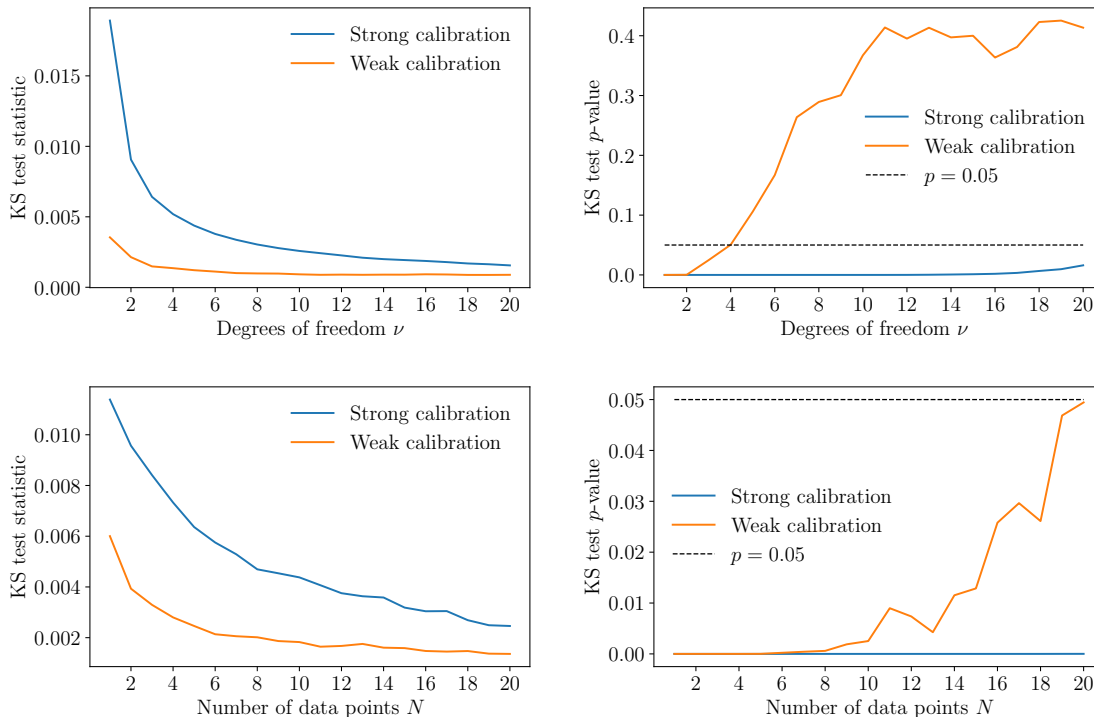 KS test statistic
0.015
0.010
0.005
0.000
Strong calibration
Weak calibration
2 4 6 8 10 12 14 16 18 20
Degrees of freedom ν
KS test p-value
0.4
0.3
0.2
0.1
0.0
Strong calibration
Weak calibration
p = 0.05
2 4 6 8 10 12 14 16 18 20
Degrees of freedom ν
KS test statistic
0.010
0.008
0.006
0.004
0.002
Strong calibration
Weak calibration
2 4 6 8 10 12 14 16 18 20
Number of data points N
KS test p-value
0.05
0.04
0.03
0.02
0.01
0.00
Strong calibration
Weak calibration
p = 0.05
2 4 6 8 10 12 14 16 18 20
Number of data points N